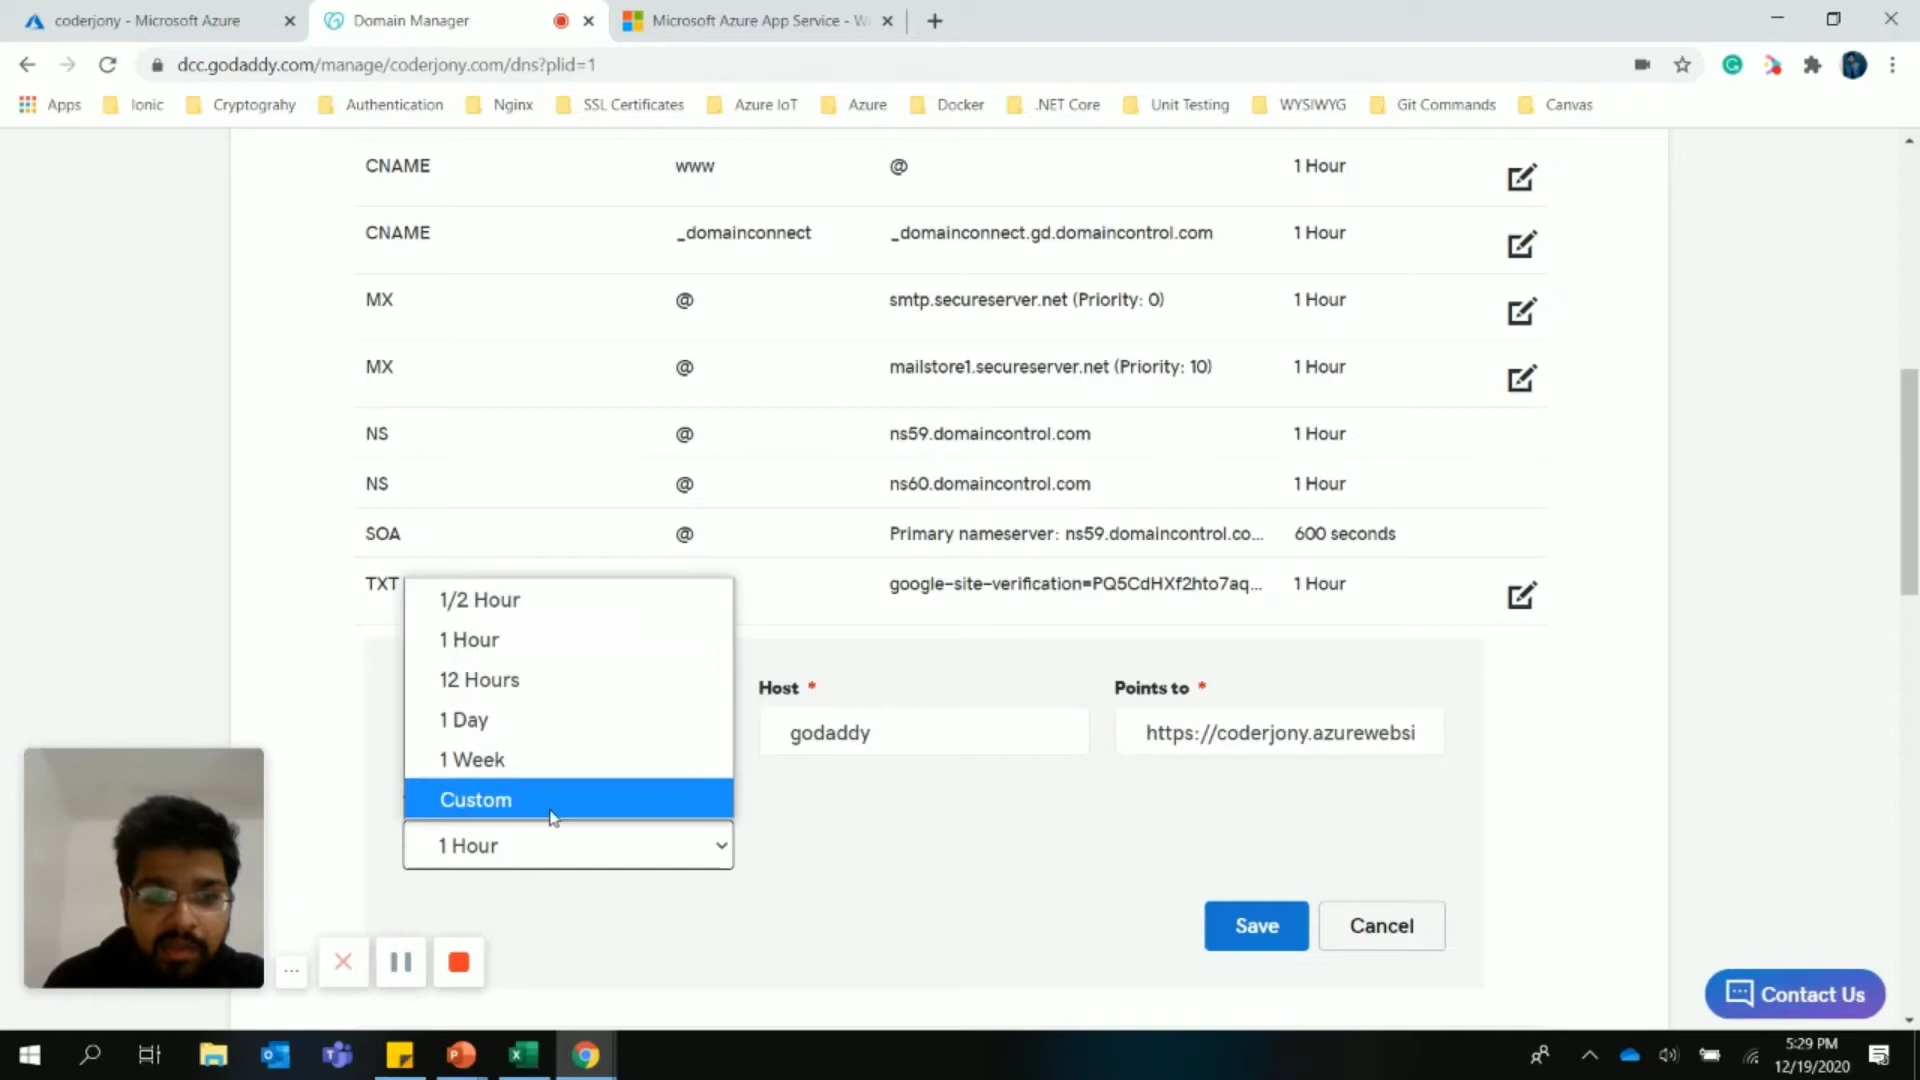 coderjony - Microsoft Azure
Domain Manager
Microsoft Azure App Service - W
dcc.godaddy.com/manage/coderjony.com/dns?plid=1
Apps Ionic Cryptograhy Authentication Nginx SSL Certificates Azure IoT Azure Docker .NET Core Unit Testing WYSIWYG Git Commands Canvas
CNAME www @ 1 Hour
CNAME _domainconnect _domainconnect.gd.domaincontrol.com 1 Hour
MX @ smtp.secureserver.net (Priority: 0) 1 Hour
MX @ mailstore1.secureserver.net (Priority: 10) 1 Hour
NS @ ns59.domaincontrol.com 1 Hour
NS @ ns60.domaincontrol.com 1 Hour
SOA @ Primary nameserver: ns59.domaincontrol.co... 600 seconds
TXT google-site-verification=PQ5CdHXf2hto7aq... 1 Hour
1/2 Hour
1 Hour
12 Hours
1 Day
1 Week
Custom
1 Hour
Host *
godaddy
Points to *
https://coderjony.azurewebsi
Save Cancel
...
Contact Us
5:29 PM
12/19/2020